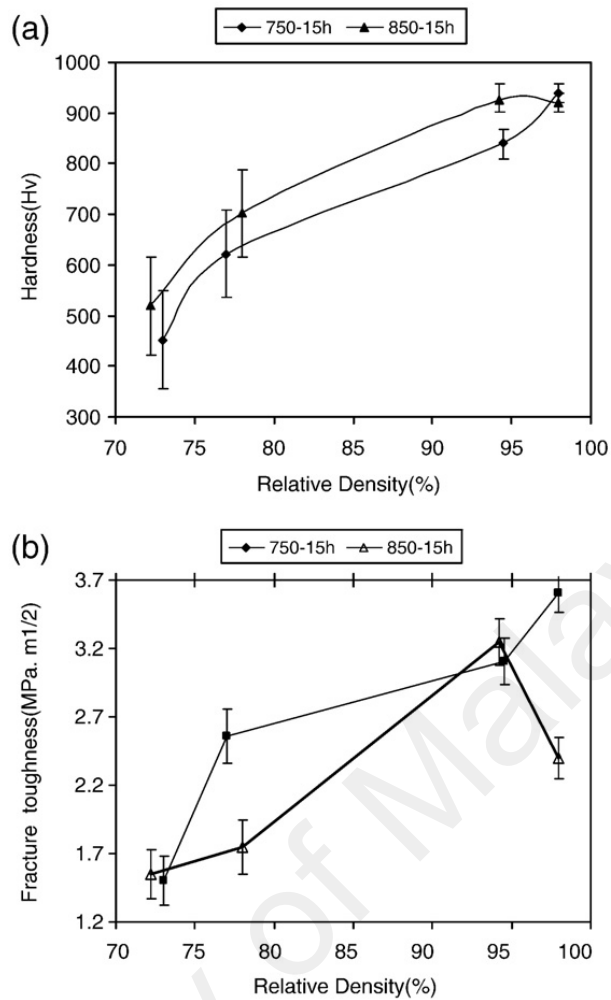 (a)
750-15h 850-15h
1000
900
800
700
600
500
400
300
Hardness(Hv)
70 75 80 85 90 95 100
Relative Density(%)
(b)
750-15h 850-15h
3.7
3.2
2.7
2.2
1.7
1.2
Fracture toughness(MPa. m1/2)
70 75 80 85 90 95 100
Relative Density(%)
y of Malay